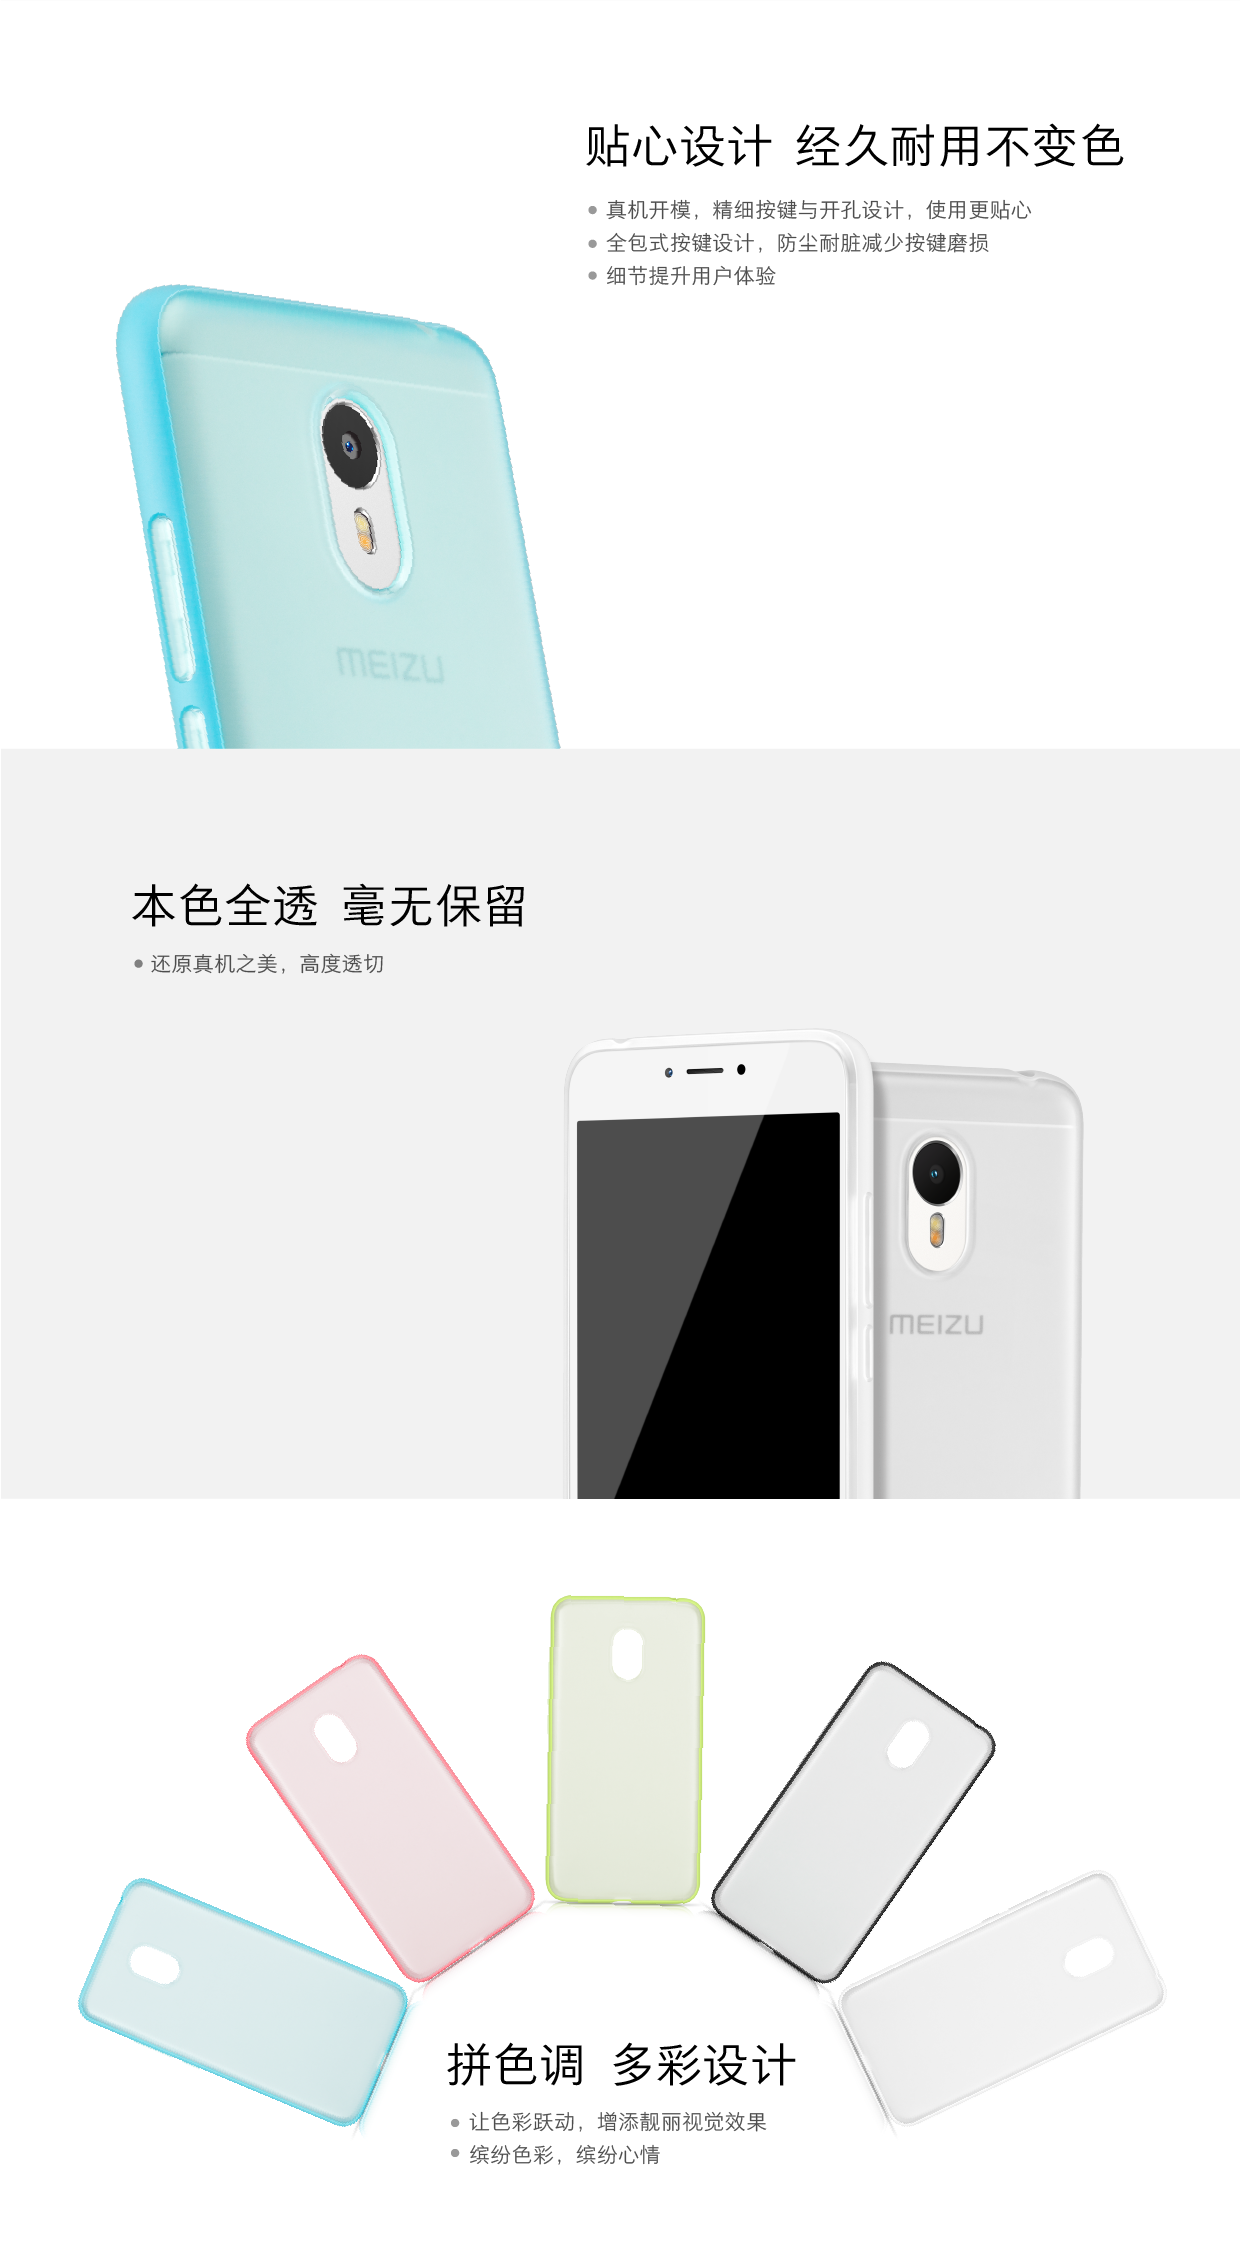 贴心设计 经久耐用不变色
真机开模，精细按键与开孔设计，使用更贴心
全包式按键设计，防尘耐脏减少按键磨损
细节提升用户体验
MEIZU
本色全透 毫无保留
还原真机之美，高度透切
MEIZU
拼色调 多彩设计
让色彩跃动，增添靓丽视觉效果
缤纷色彩，缤纷心情